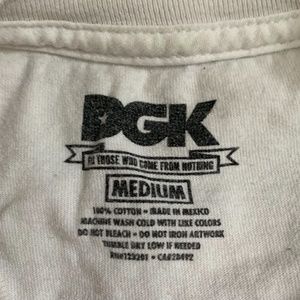 DGK
ALL THOSE WHO COME FROM NOTHING
MEDIUM
100% COTTON • MADE IN MEXICO
MACHINE WASH COLD WITH LIKE COLORS
DO NOT BLEACH • DO NOT IRON ARTWORK
TUMBLE DRY LOW IF NEEDED